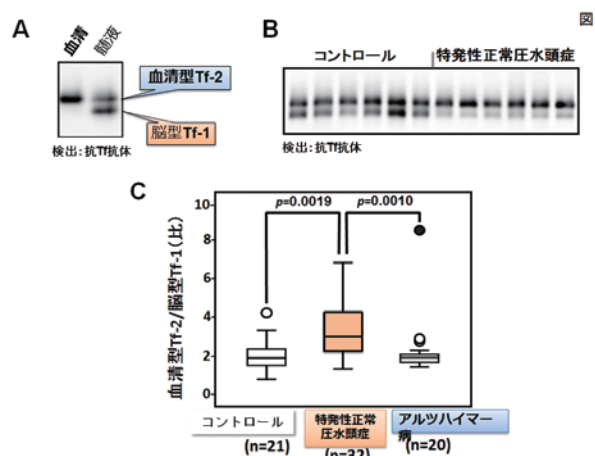 図
A
血清
髄液
血清型Tf-2
脳型Tf-1
検出：抗Tf抗体
B
コントロール
特発性正常圧水頭症
検出：抗Tf抗体
C
血清型Tf-2/脳型Tf-1（比）
10
8
6
4
2
0
p=0.0019
p=0.0010
コントロール
(n=21)
特発性正常
圧水頭症
(n=32)
アルツハイマー
病
(n=20)